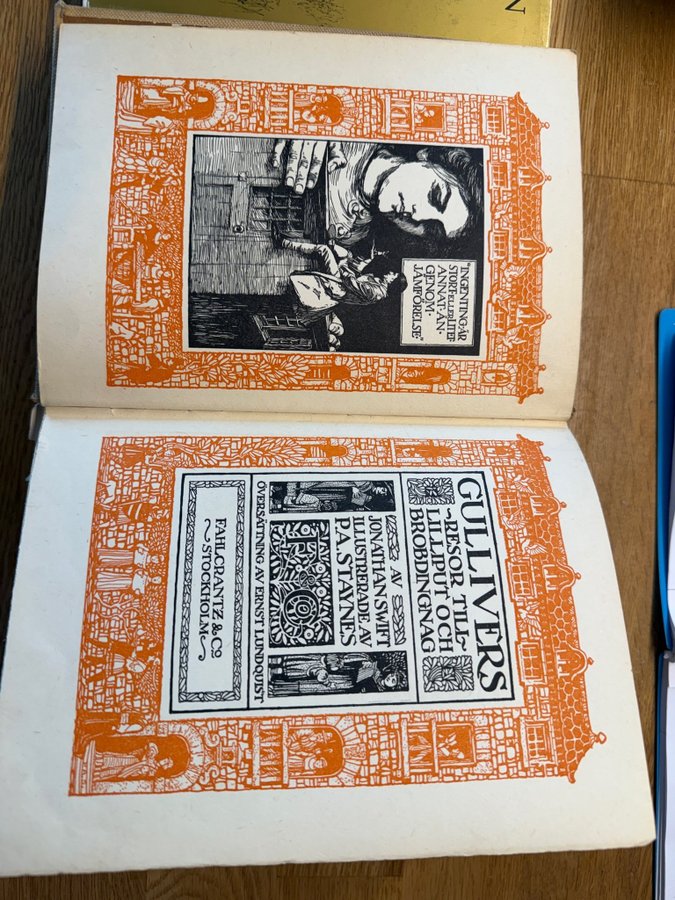 N
"INGENTING·ÄR
STORT ELLER LITET
ANNAT·ÄN·
GENOM·
JÄMFÖRELSE"
GULLIVERS
RESOR TILL
LILLIPUT OCH
BROBDINGNAG
AV
JONATHAN SWIFT
ILLUSTRERADE AV
P.A. STAYNES
ÖVERSÄTNING AV ERNST LUNDQUIST
FAHLCRANTZ & Co
STOCKHOLM